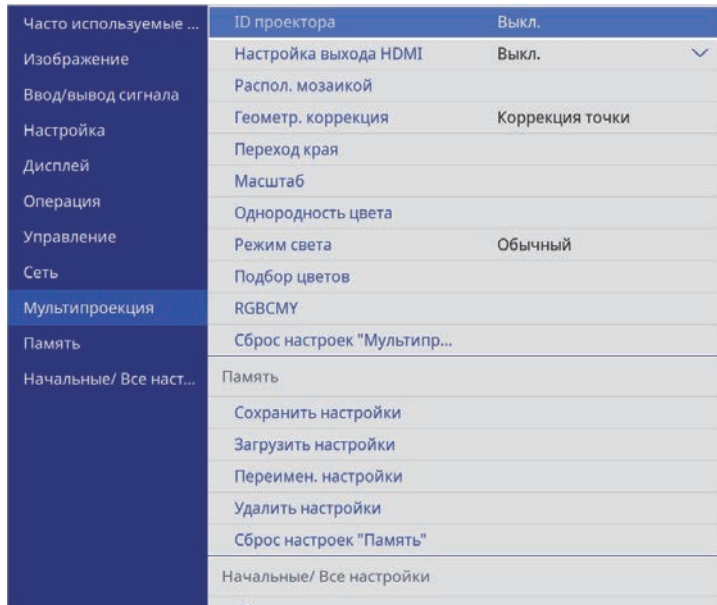 Часто используемые ...
Изображение
Ввод/вывод сигнала
Настройка
Дисплей
Операция
Управление
Сеть
Мультипроекция
Память
Начальные/ Все наст...
ID проектора Выкл.
Настройка выхода HDMI Выкл.
Распол. мозаикой
Геометр. коррекция Коррекция точки
Переход края
Масштаб
Однородность цвета
Режим света Обычный
Подбор цветов
RGBCMY
Сброс настроек "Мультипр...
Память
Сохранить настройки
Загрузить настройки
Переимен. настройки
Удалить настройки
Сброс настроек "Память"
Начальные/ Все настройки